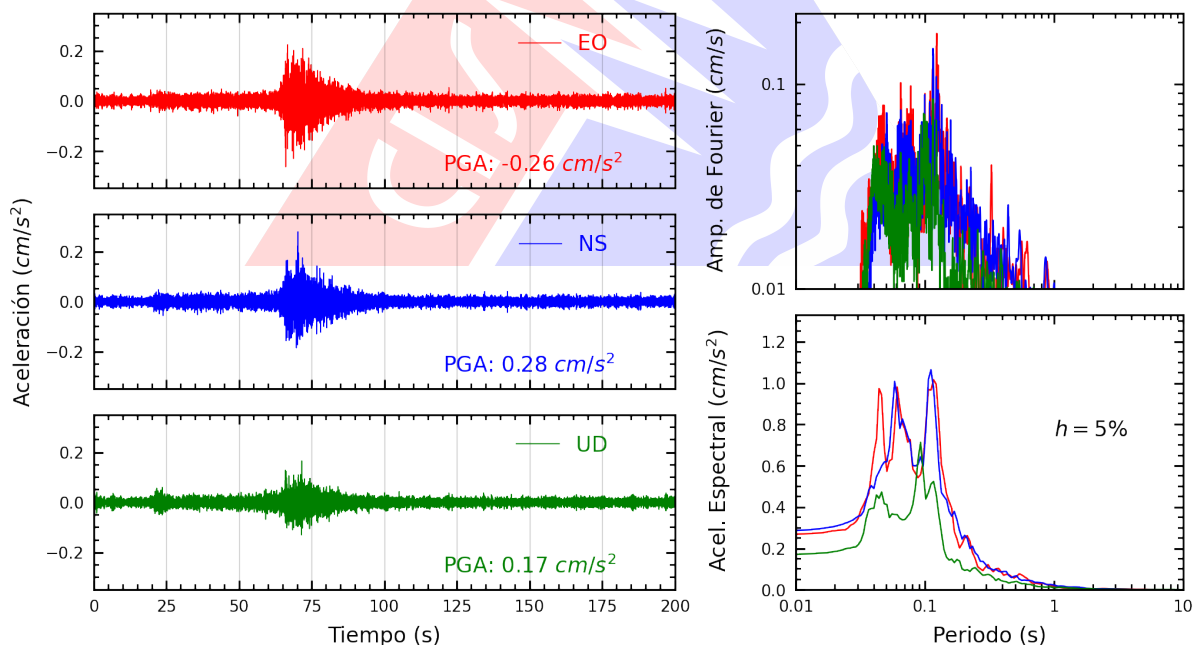 Aceleración (cm/s²)
0.2
0.0
−0.2
EO
PGA: -0.26 cm/s²
0.2
0.0
−0.2
NS
PGA: 0.28 cm/s²
0.2
0.0
−0.2
UD
PGA: 0.17 cm/s²
0 25 50 75 100 125 150 175 200
Tiempo (s)
Amp. de Fourier (cm/s)
0.1
0.01
Acel. Espectral (cm/s²)
1.2
1.0
0.8
0.6
0.4
0.2
0.0
h = 5%
0.01 0.1 1 10
Periodo (s)